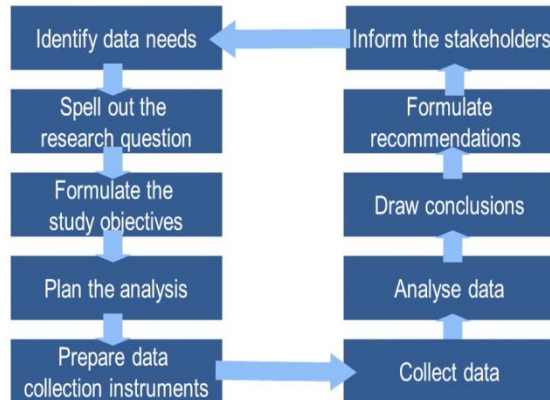 Identify data needs
Spell out the
research question
Formulate the
study objectives
Plan the analysis
Prepare data
collection instruments
Collect data
Analyse data
Draw conclusions
Formulate
recommendations
Inform the stakeholders